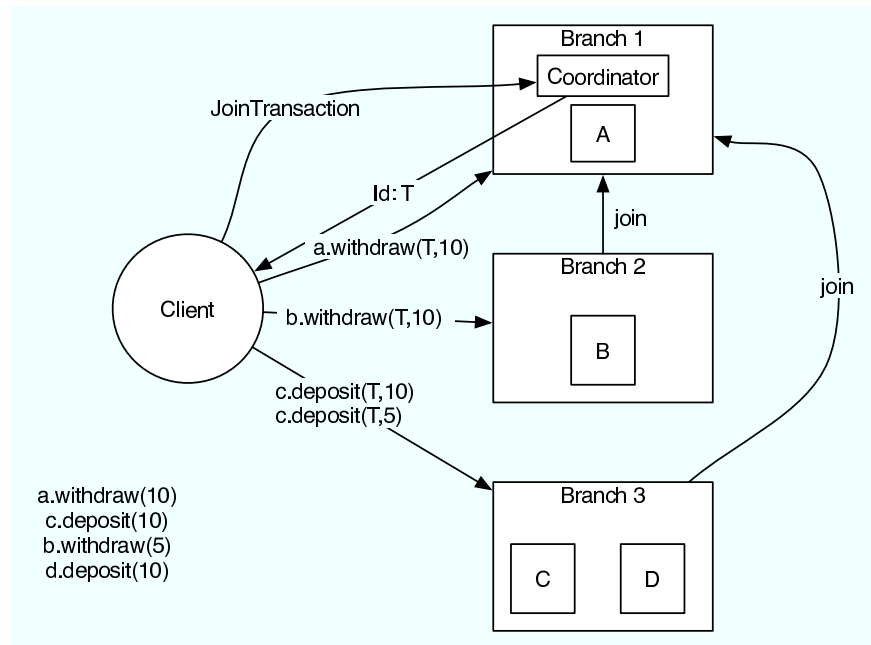 Branch 1
Coordinator
JoinTransaction
A
Id: T
join
a.withdraw(T,10)
Branch 2
join
Client
b.withdraw(T,10)
B
c.deposit(T,10)
c.deposit(T,5)
Branch 3
a.withdraw(10)
c.deposit(10)
b.withdraw(5)
d.deposit(10)
C
D